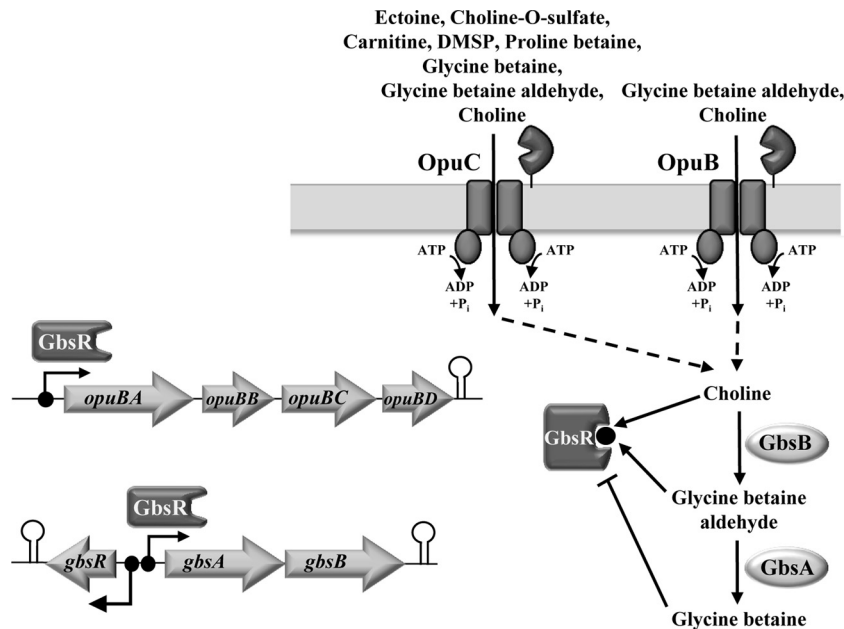 Ectoine, Choline-O-sulfate,
Carnitine, DMSP, Proline betaine,
Glycine betaine,
Glycine betaine aldehyde,
Choline
Glycine betaine aldehyde,
Choline
OpuC
OpuB
ATP
ATP
ATP
ATP
ADP
+Pi
ADP
+Pi
ADP
+Pi
ADP
+Pi
GbsR
opuBA
opuBB
opuBC
opuBD
Choline
GbsR
GbsB
Glycine betaine
aldehyde
GbsR
gbsR
gbsA
gbsB
GbsA
Glycine betaine